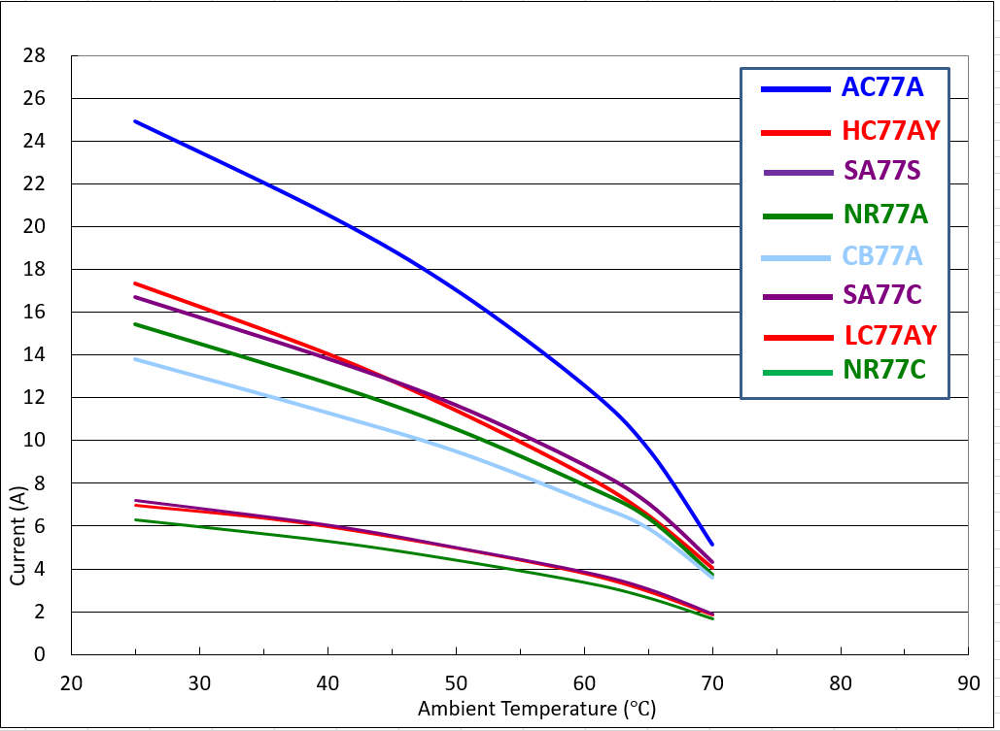 28
26
24
22
20
18
16
14
12
10
8
6
4
2
0
Current (A)
20 30 40 50 60 70 80 90
Ambient Temperature (℃)
AC77A
HC77AY
SA77S
NR77A
CB77A
SA77C
LC77AY
NR77C